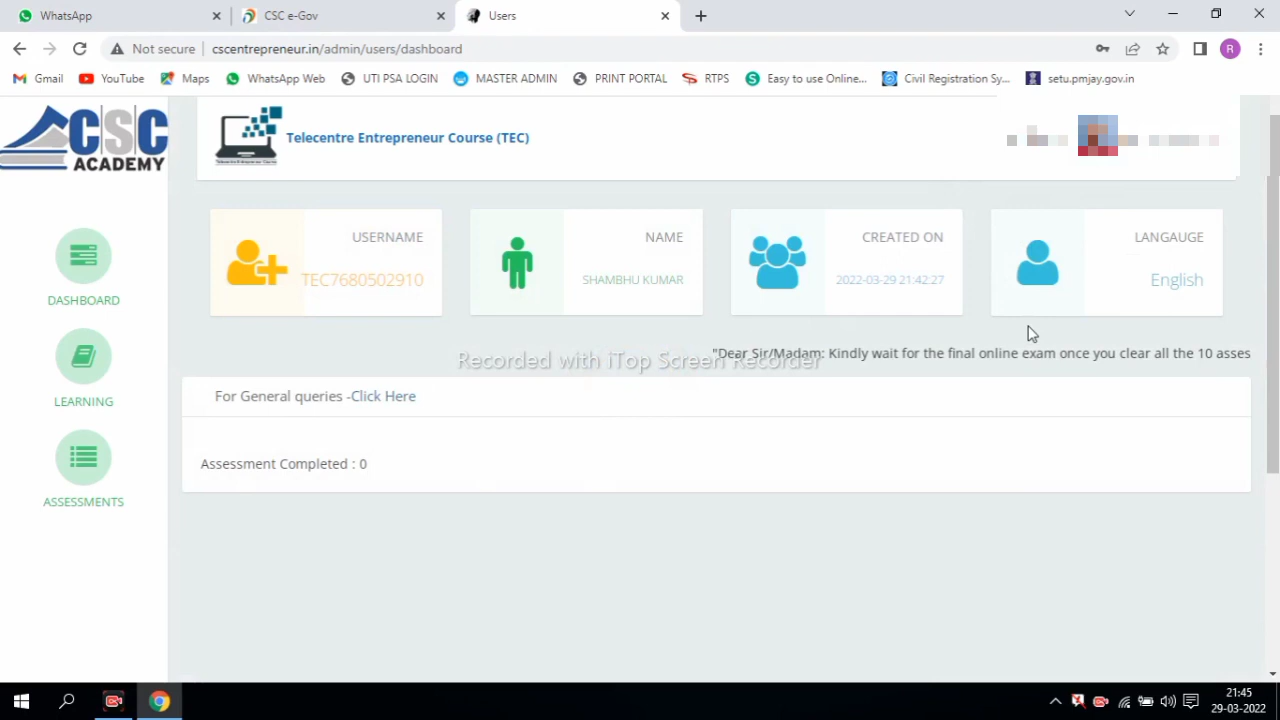 WhatsApp
CSC e-Gov
Users
Not secure
cscentrepreneur.in/admin/users/dashboard
Gmail
YouTube
Maps
WhatsApp Web
UTI PSA LOGIN
MASTER ADMIN
PRINT PORTAL
RTPS
Easy to use Online...
Civil Registration Sy...
setu.pmjay.gov.in
R
CSC
ACADEMY
Telecentre Entrepreneur Course (TEC)
USERNAME
TEC7680502910
NAME
SHAMBHU KUMAR
CREATED ON
2022-03-29 21:42:27
LANGAUGE
English
DASHBOARD
LEARNING
ASSESSMENTS
"Dear Sir/Madam: Kindly wait for the final online exam once you clear all the 10 asses
Recorded with iTop Screen Recorder
For General queries -Click Here
Assessment Completed : 0
21:45
29-03-2022